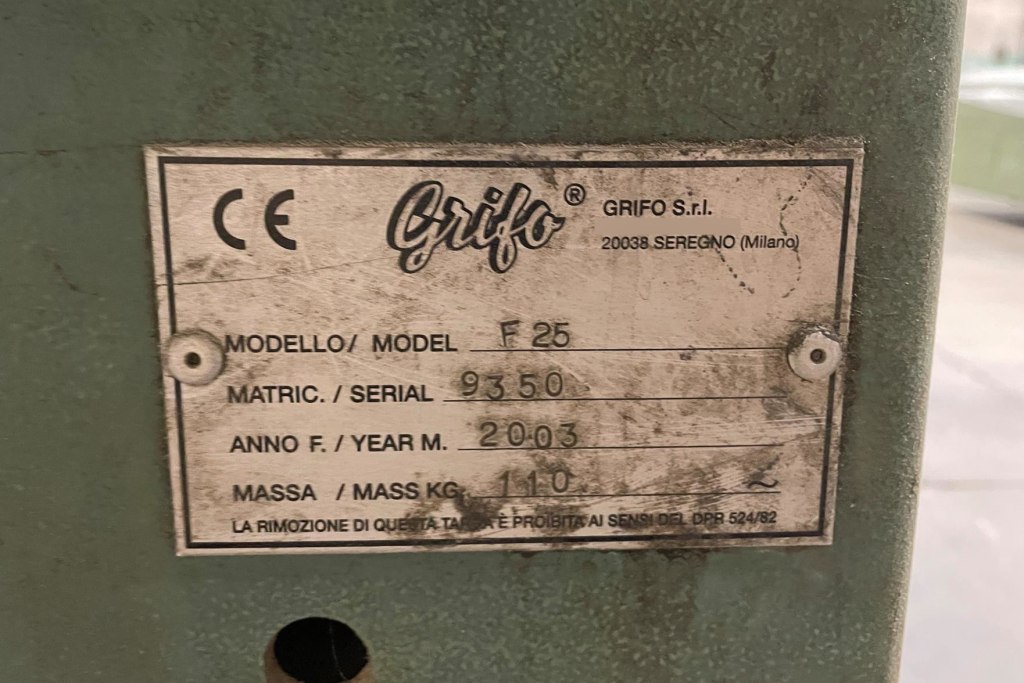 CE Grifo® GRIFO S.r.l.
20038 SEREGNO (Milano)
MODELLO / MODEL F 25
MATRIC. / SERIAL 9350
ANNO F. / YEAR M. 2003
MASSA / MASS KG. 110 ~
LA RIMOZIONE DI QUESTA TARGA È PROIBITA AI SENSI DEL DPR 524/82